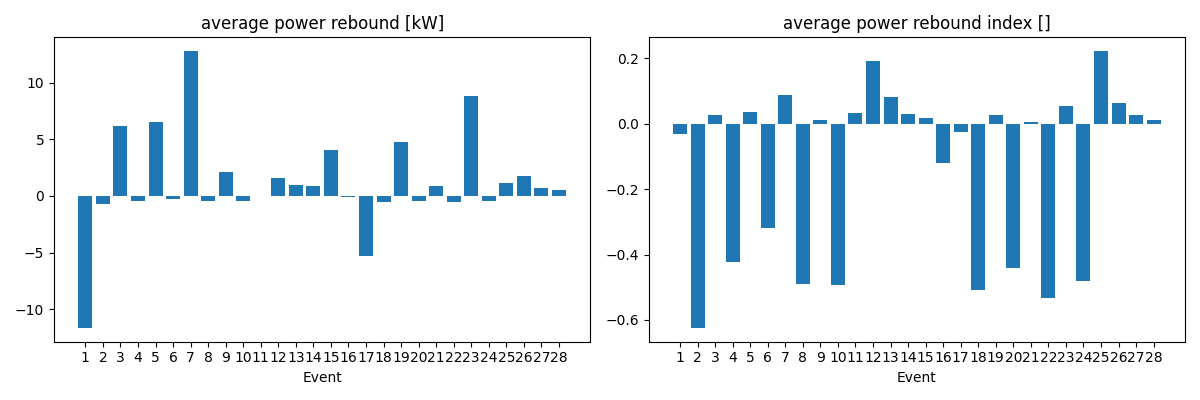 average power rebound [kW]
10
5
0
−5
−10
1 2 3 4 5 6 7 8 9 10 11 12 13 14 15 16 17 18 19 20 21 22 23 24 25 26 27 28
Event
average power rebound index []
0.2
0.0
−0.2
−0.4
−0.6
1 2 3 4 5 6 7 8 9 10 11 12 13 14 15 16 17 18 19 20 21 22 23 24 25 26 27 28
Event